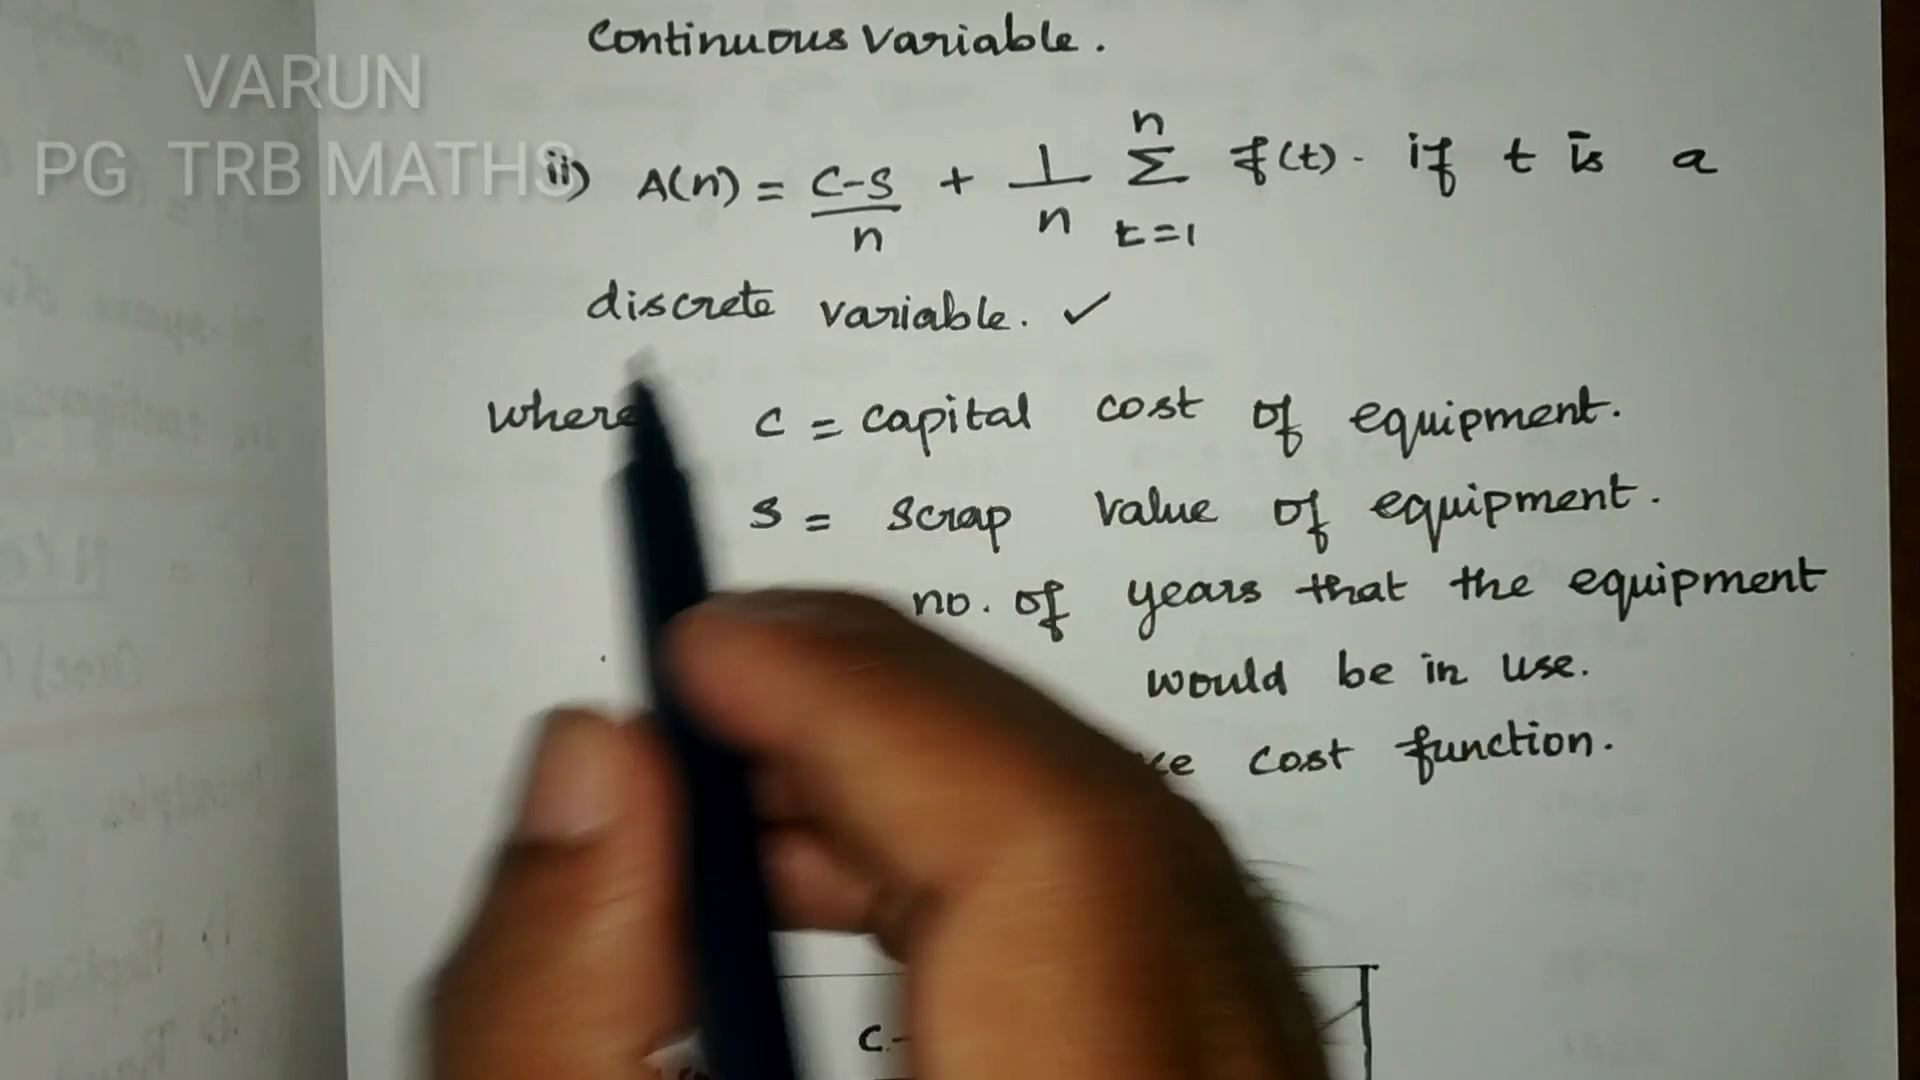 Continuous Variable.
VARUN
PG TRB MATHS
ii) A(n) = C-S/n + 1/n Σ_{t=1}^{n} f(t). if t is a
discrete variable. ✓
where C = capital cost of equipment.
S = Scrap value of equipment.
no. of years that the equipment
would be in use.
cost function.
C-